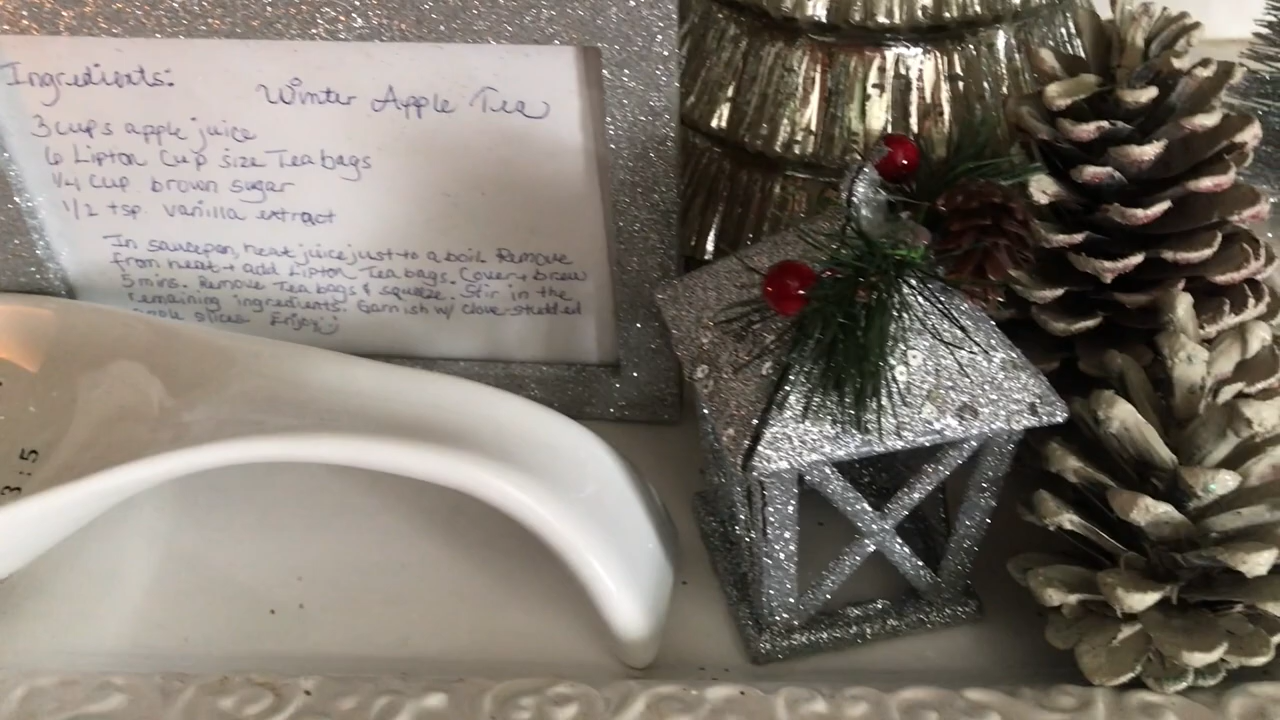 Ingredients:
Winter Apple Tea
3 cups apple juice
6 Lipton Cup size Tea bags
1/4 cup brown sugar
1/2 tsp. vanilla extract
In saucepan, heat juice just to a boil. Remove
from heat + add Lipton Tea bags. Cover + brew
5 mins. Remove Tea bags & squeeze. Stir in the
remaining ingredients. Garnish w/ clove-studded
apple slices Enjoy :)
3:5